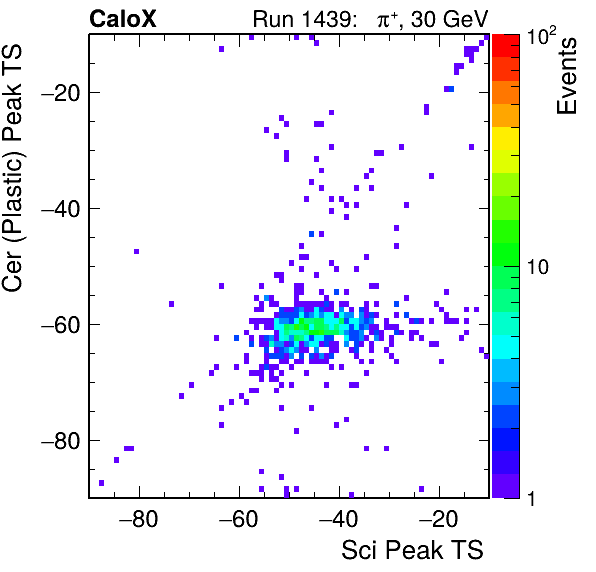 CaloX Run 1439: π⁺, 30 GeV
Cer (Plastic) Peak TS
−20
−40
−60
−80
−80 −60 −40 −20
Sci Peak TS
10²
10
1
Events